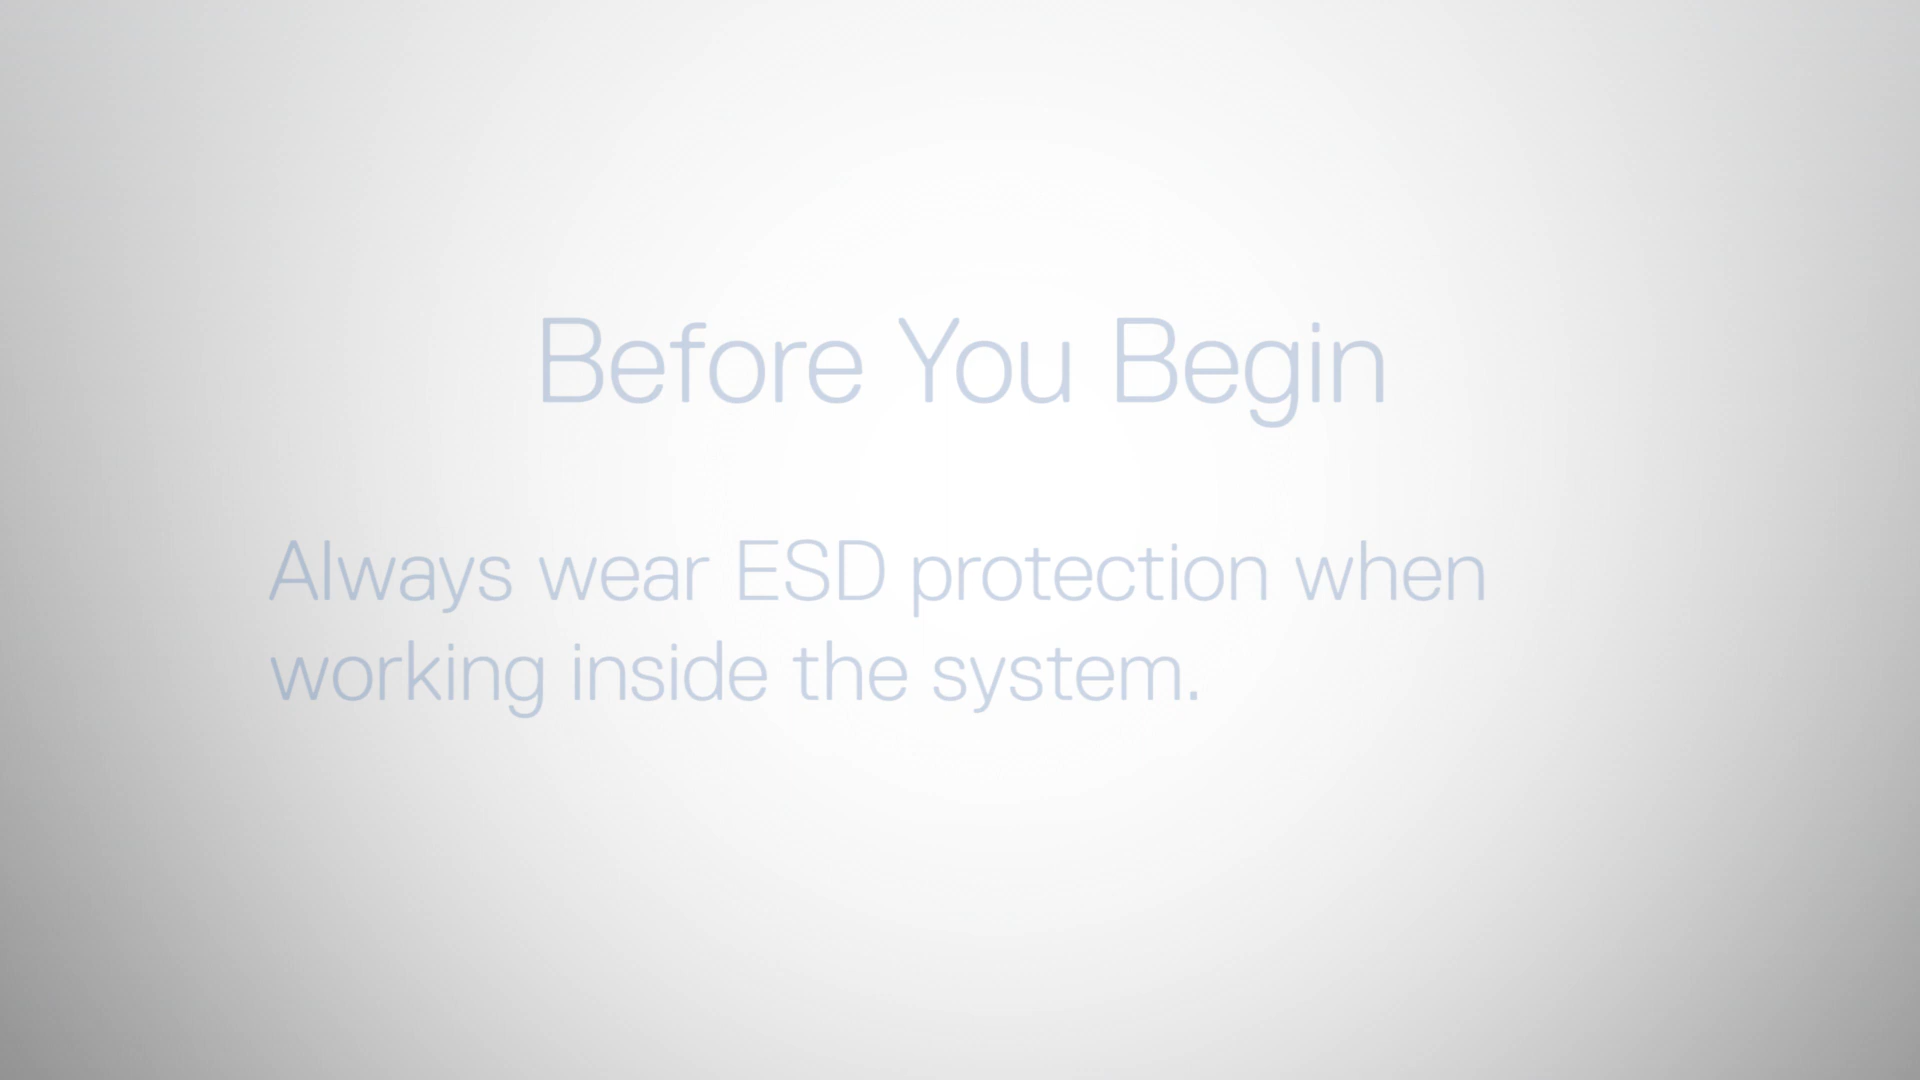 Before You Begin
Always wear ESD protection when
working inside the system.